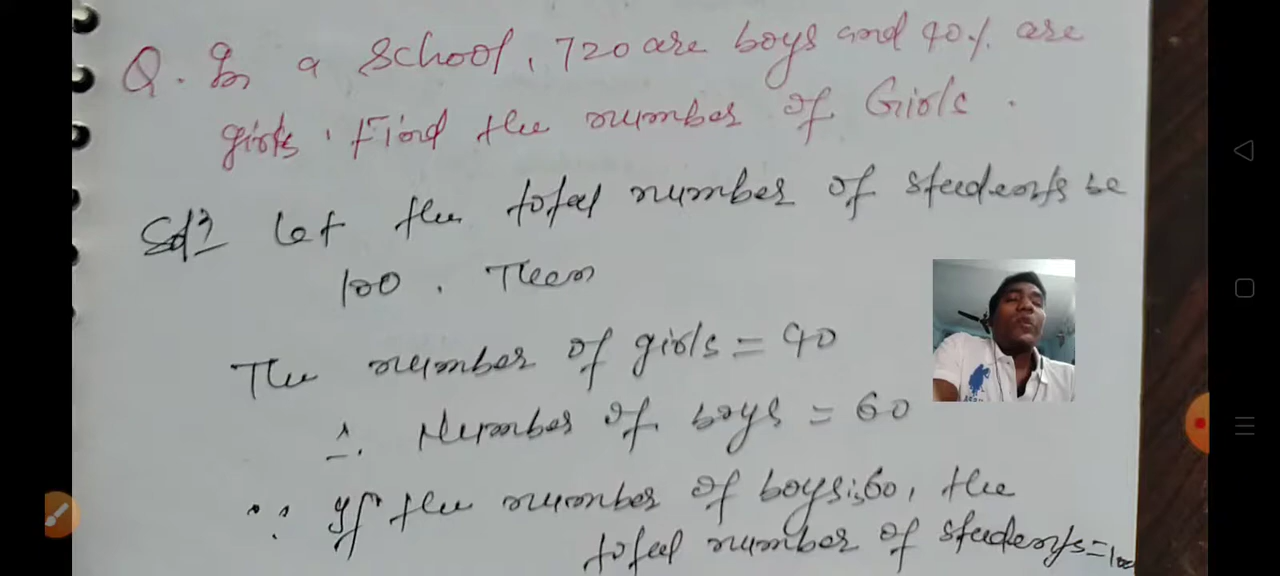 Q. In a School, 720 are boys and 40% are
girls. Find the number of Girls.
Sol? Let the total number of students be
100. Then
The number of girls = 40
∴ Number of boys = 60
∵ If the number of boys is 60, the
total number of students = 100